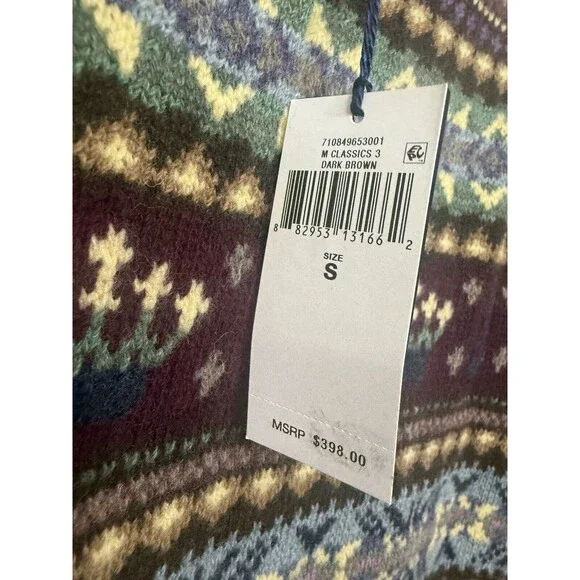 710849653001
M CLASSICS 3
DARK BROWN
8 82953 13166 2
SIZE
S
MSRP $398.00